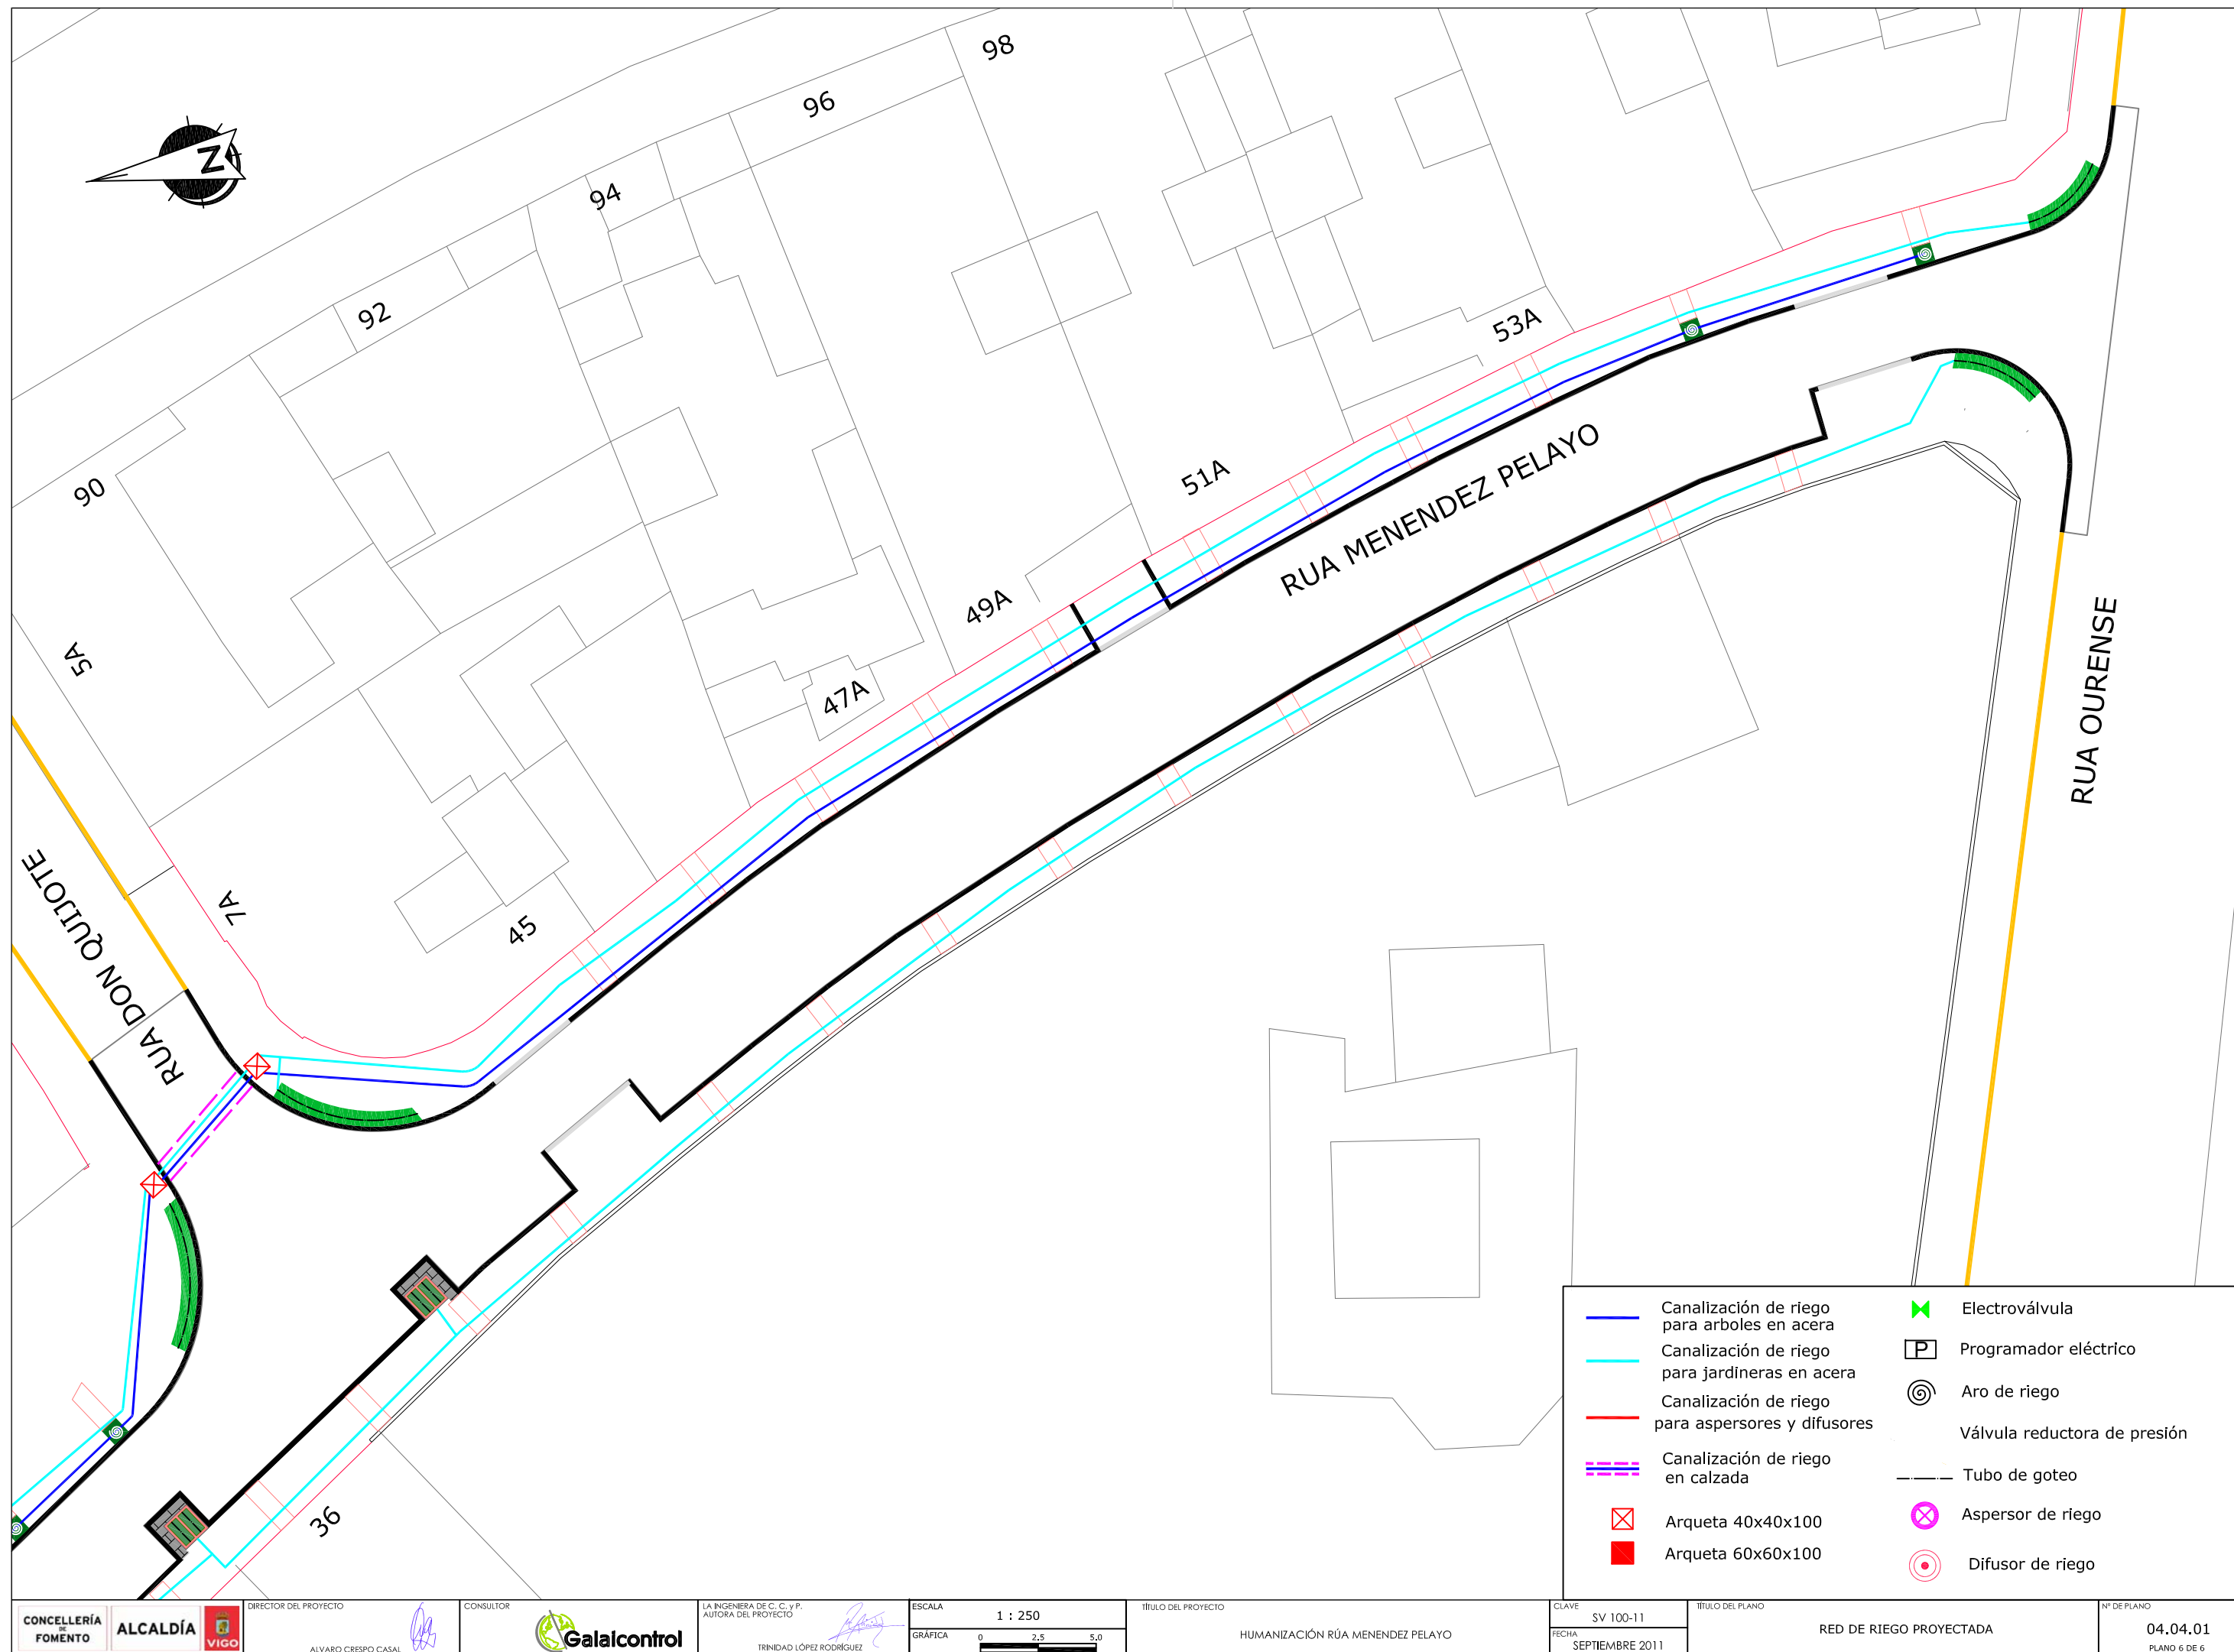 98
96
94
92
90
Z
53A
51A
49A
47A
45
5A
7A
36
RUA MENENDEZ PELAYO
RUA OURENSE
RUA DON QUIJOTE
Canalización de riego
para arboles en acera
Canalización de riego
para jardineras en acera
Canalización de riego
para aspersores y difusores
Canalización de riego
en calzada
Arqueta 40x40x100
Arqueta 60x60x100
Electroválvula
P
Programador eléctrico
Aro de riego
Válvula reductora de presión
Tubo de goteo
Aspersor de riego
Difusor de riego
CONCELLERÍA
DE
FOMENTO
ALCALDÍA
VIGO
DIRECTOR DEL PROYECTO
ALVARO CRESPO CASAL
CONSULTOR
Galaicontrol
LA INGENIERA DE C. C. y P.
AUTORA DEL PROYECTO
TRINIDAD LÓPEZ RODRÍGUEZ
ESCALA
1 : 250
GRÁFICA
0 2.5 5.0
TÍTULO DEL PROYECTO
HUMANIZACIÓN RÚA MENENDEZ PELAYO
CLAVE
SV 100-11
FECHA
SEPTIEMBRE 2011
TÍTULO DEL PLANO
RED DE RIEGO PROYECTADA
Nº DE PLANO
04.04.01
PLANO 6 DE 6